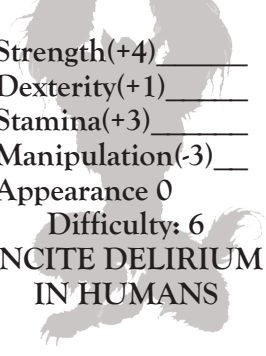 Strength(+4)______
Dexterity(+1)_____
Stamina(+3)______
Manipulation(-3)__
Appearance 0
Difficulty: 6
NCITE DELIRIUM
IN HUMANS